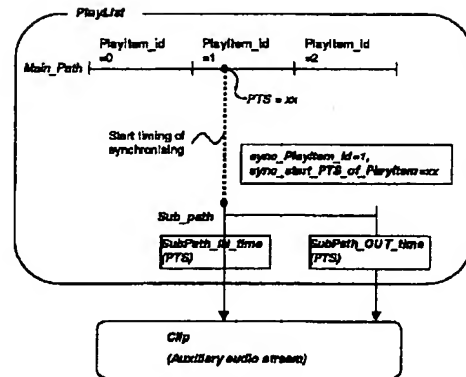 PlayList
PlayItem_id PlayItem_id PlayItem_id
=0 =1 =2
Main_Path
PTS = xx
Start timing of
synchronising
sync_PlayItem_id=1,
sync_start_PTS_of_PlayItem=xx
Sub_path
SubPath_IN_time SubPath_OUT_time
(PTS) (PTS)
Clip
(Auxiliary audio stream)